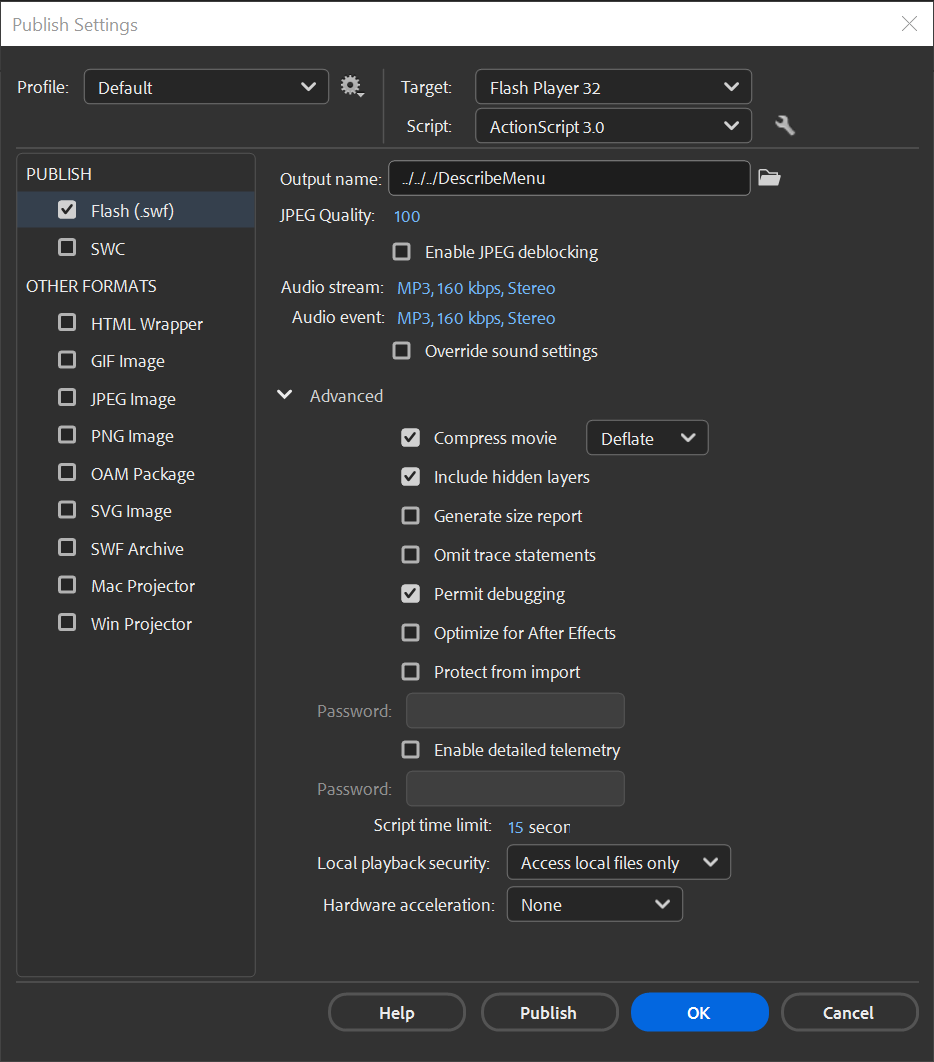 Publish Settings
Profile: Default
Target: Flash Player 32
Script: ActionScript 3.0
PUBLISH
Flash (.swf)
SWC
OTHER FORMATS
HTML Wrapper
GIF Image
JPEG Image
PNG Image
OAM Package
SVG Image
SWF Archive
Mac Projector
Win Projector
Output name: ../../../DescribeMenu
JPEG Quality: 100
Enable JPEG deblocking
Audio stream: MP3, 160 kbps, Stereo
Audio event: MP3, 160 kbps, Stereo
Override sound settings
Advanced
Compress movie Deflate
Include hidden layers
Generate size report
Omit trace statements
Permit debugging
Optimize for After Effects
Protect from import
Password:
Enable detailed telemetry
Password:
Script time limit: 15 secon
Local playback security: Access local files only
Hardware acceleration: None
Help Publish OK Cancel